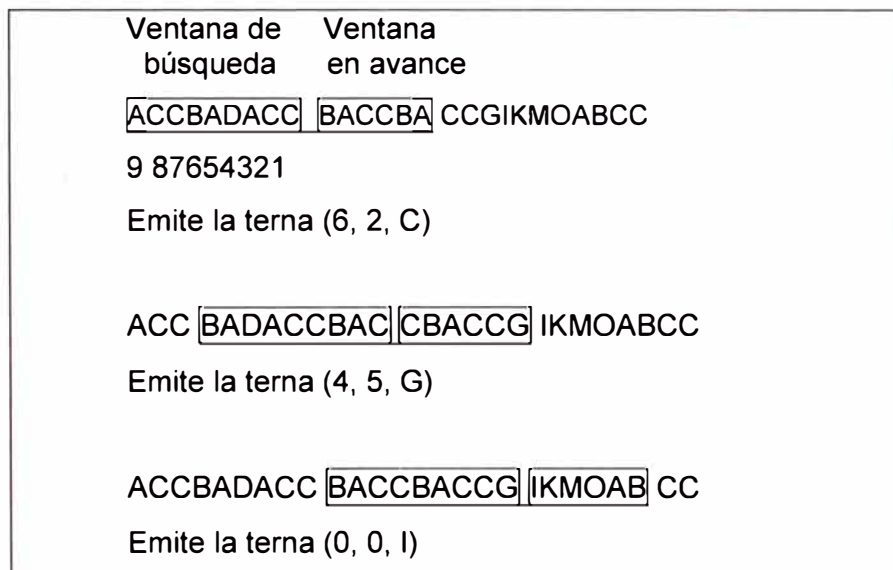 Ventana de Ventana
búsqueda en avance
ACCBADACC BACCBA CCGIKMOABCC
9 87654321
Emite la terna (6, 2, C)
ACC BADACCBAC CBACCG IKMOABCC
Emite la terna (4, 5, G)
ACCBADACC BACCBACCG IKMOAB CC
Emite la terna (0, 0, I)